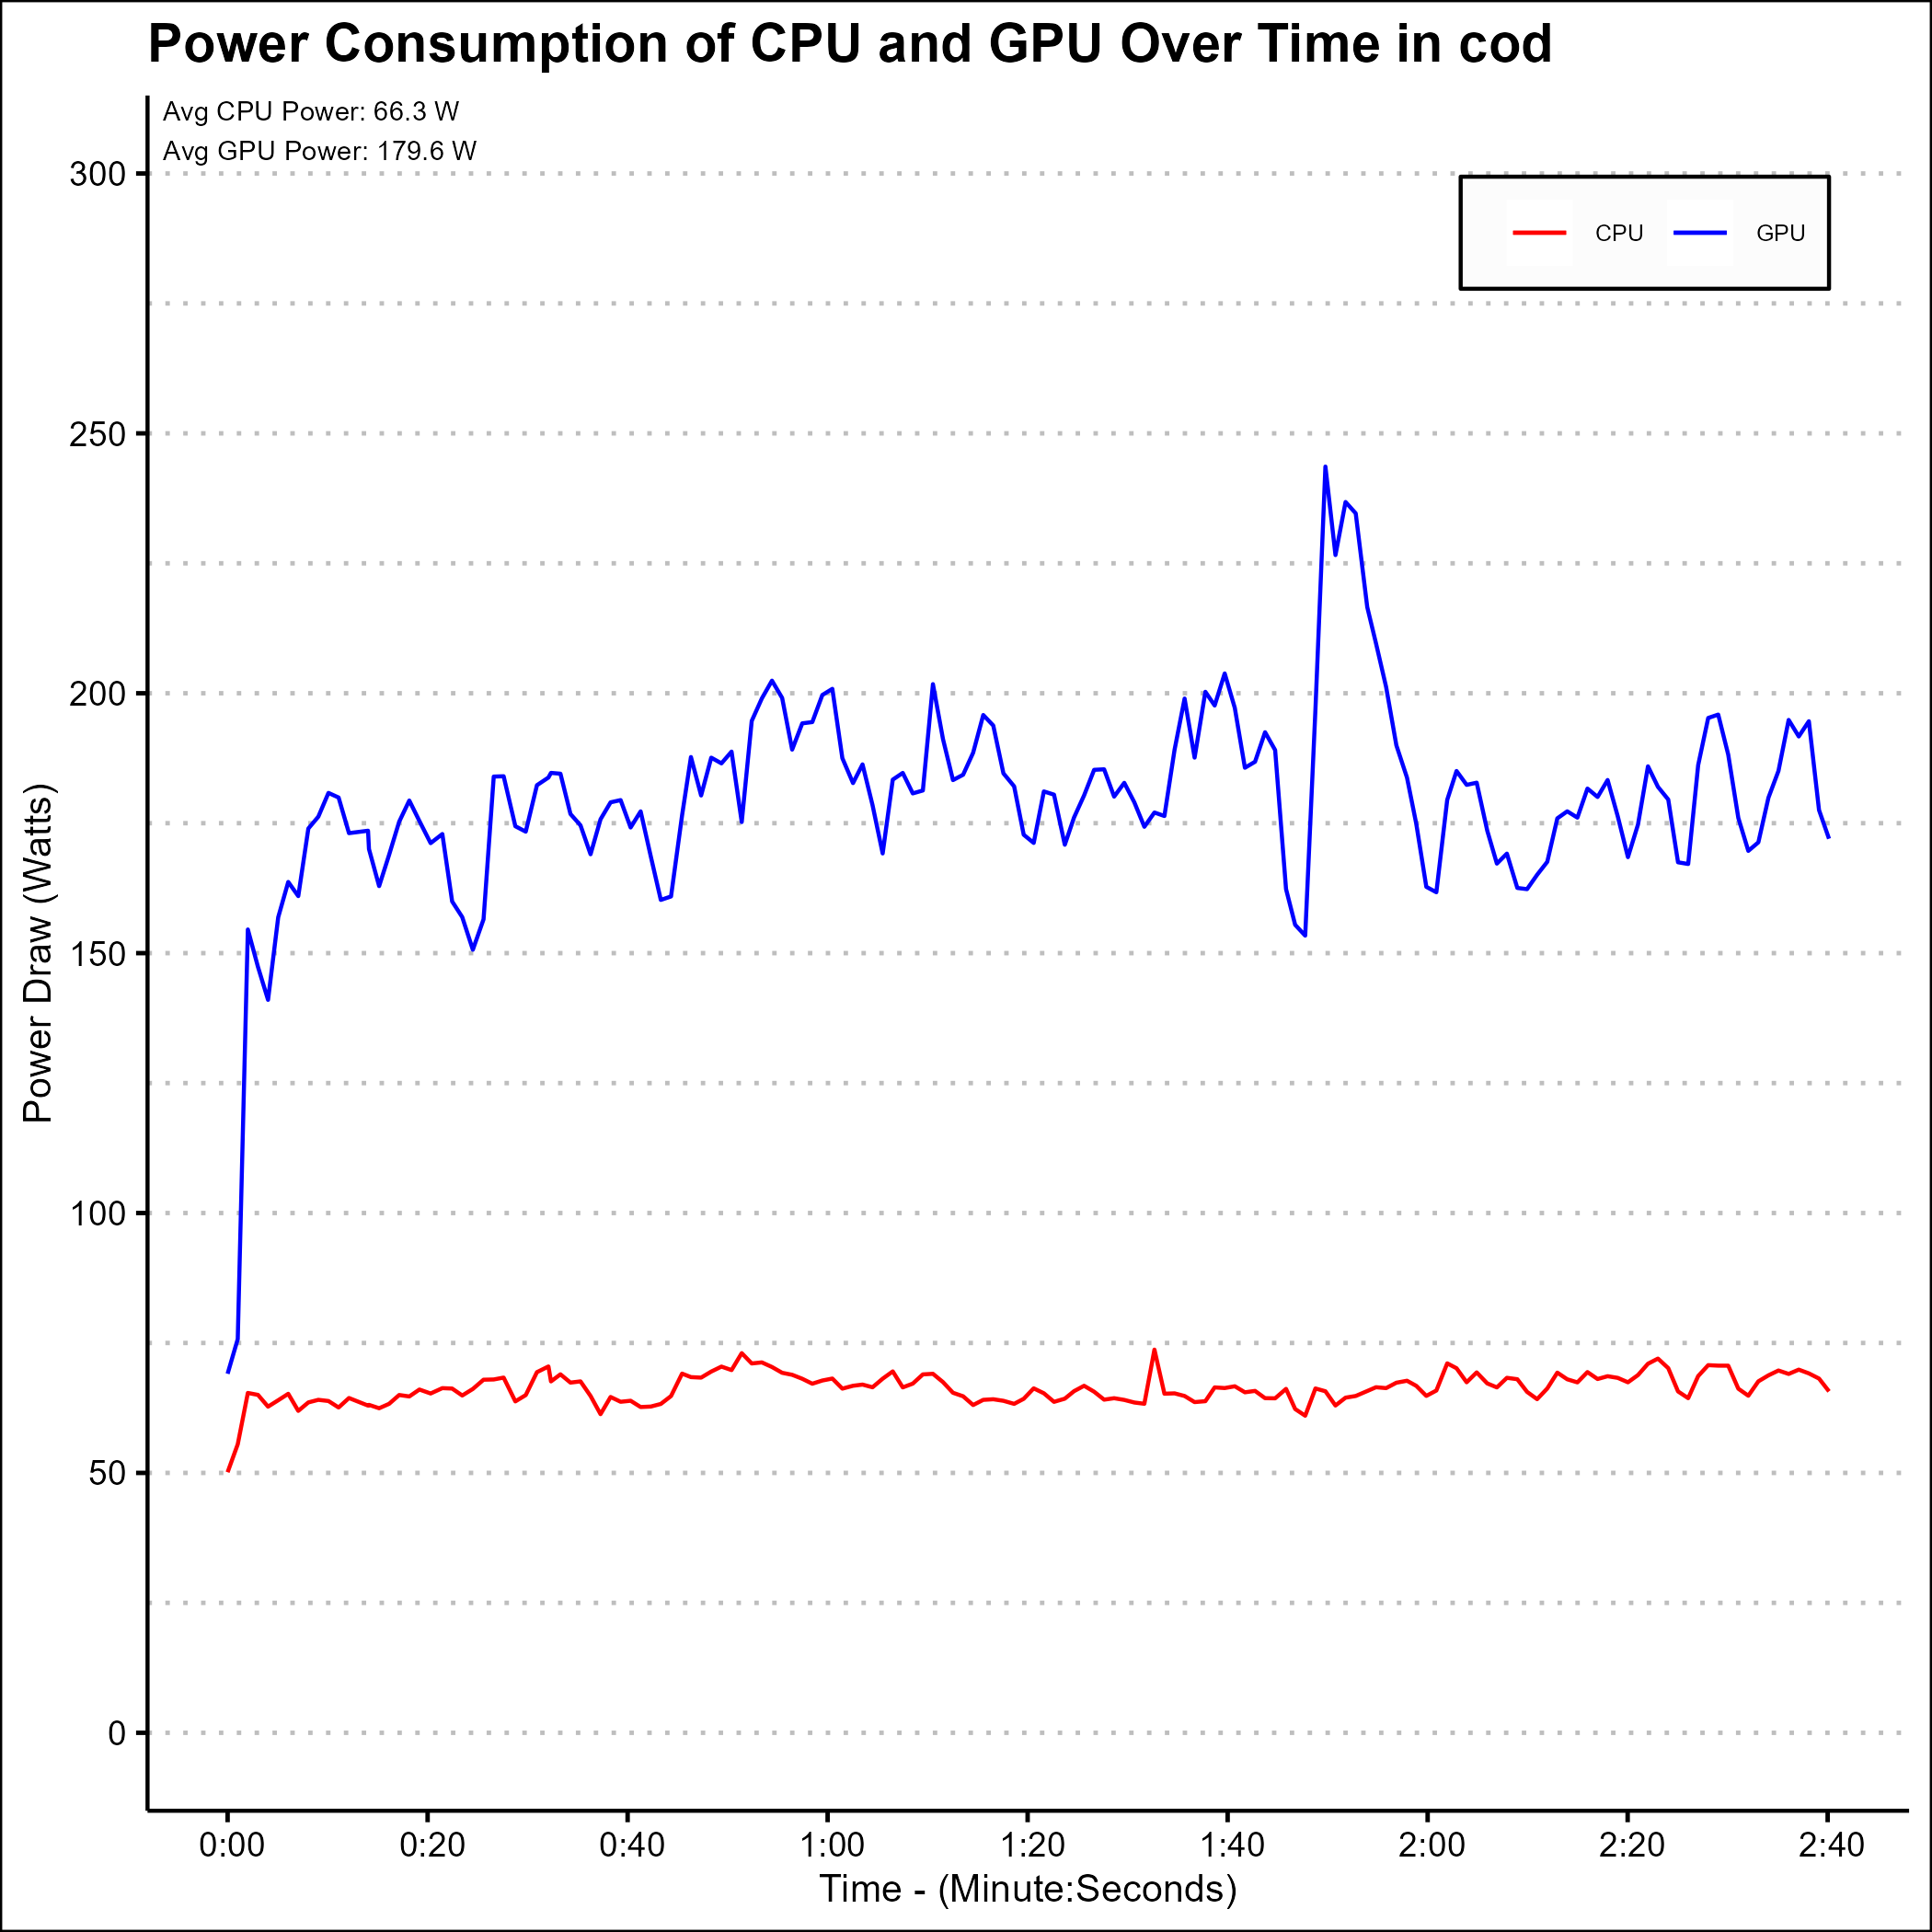 Power Consumption of CPU and GPU Over Time in cod
Avg CPU Power: 66.3 W
Avg GPU Power: 179.6 W
CPU GPU
300
250
200
150
100
50
0
Power Draw (Watts)
0:00 0:20 0:40 1:00 1:20 1:40 2:00 2:20 2:40
Time - (Minute:Seconds)